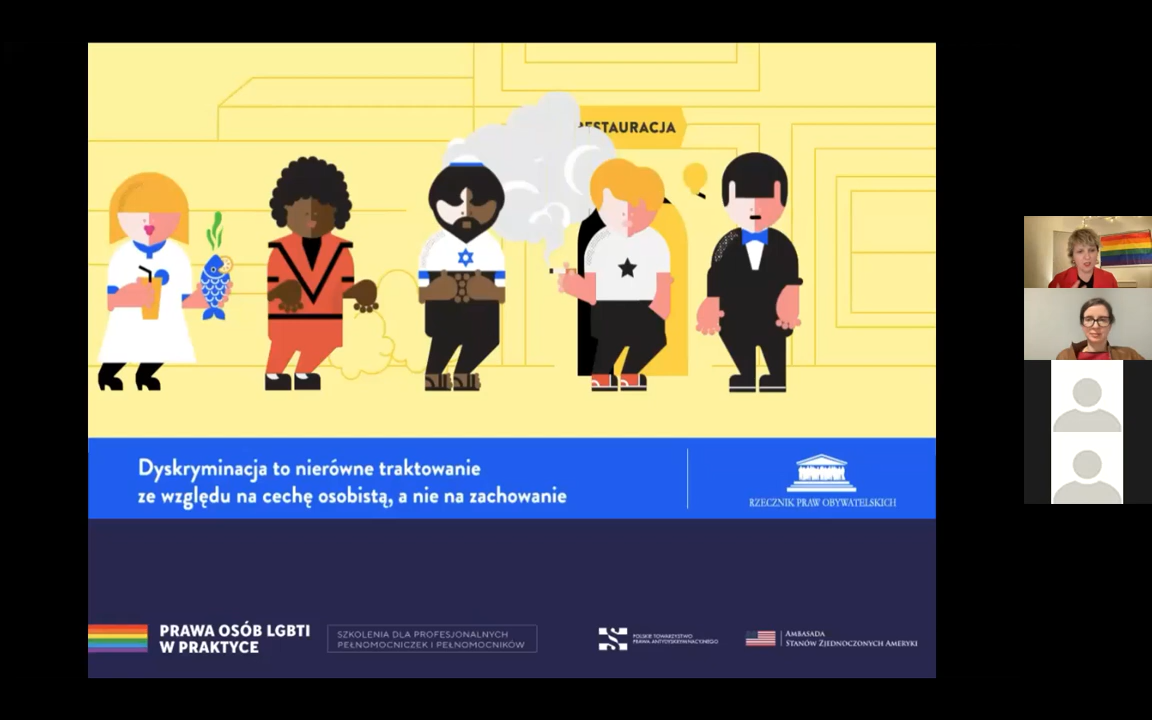 RESTAURACJA
Dyskryminacja to nierówne traktowanie
ze względu na cechę osobistą, a nie na zachowanie
RZECZNIK PRAW OBYWATELSKICH
PRAWA OSÓB LGBTI
W PRAKTYCE
SZKOLENIA DLA PROFESJONALNYCH
PEŁNOMOCNICZEK I PEŁNOMOCNIKÓW
POLSKIE TOWARZYSTWO
PRAWA ANTYDYSKRYMINACYJNEGO
AMBASADA
STANÓW ZJEDNOCZONYCH AMERYKI